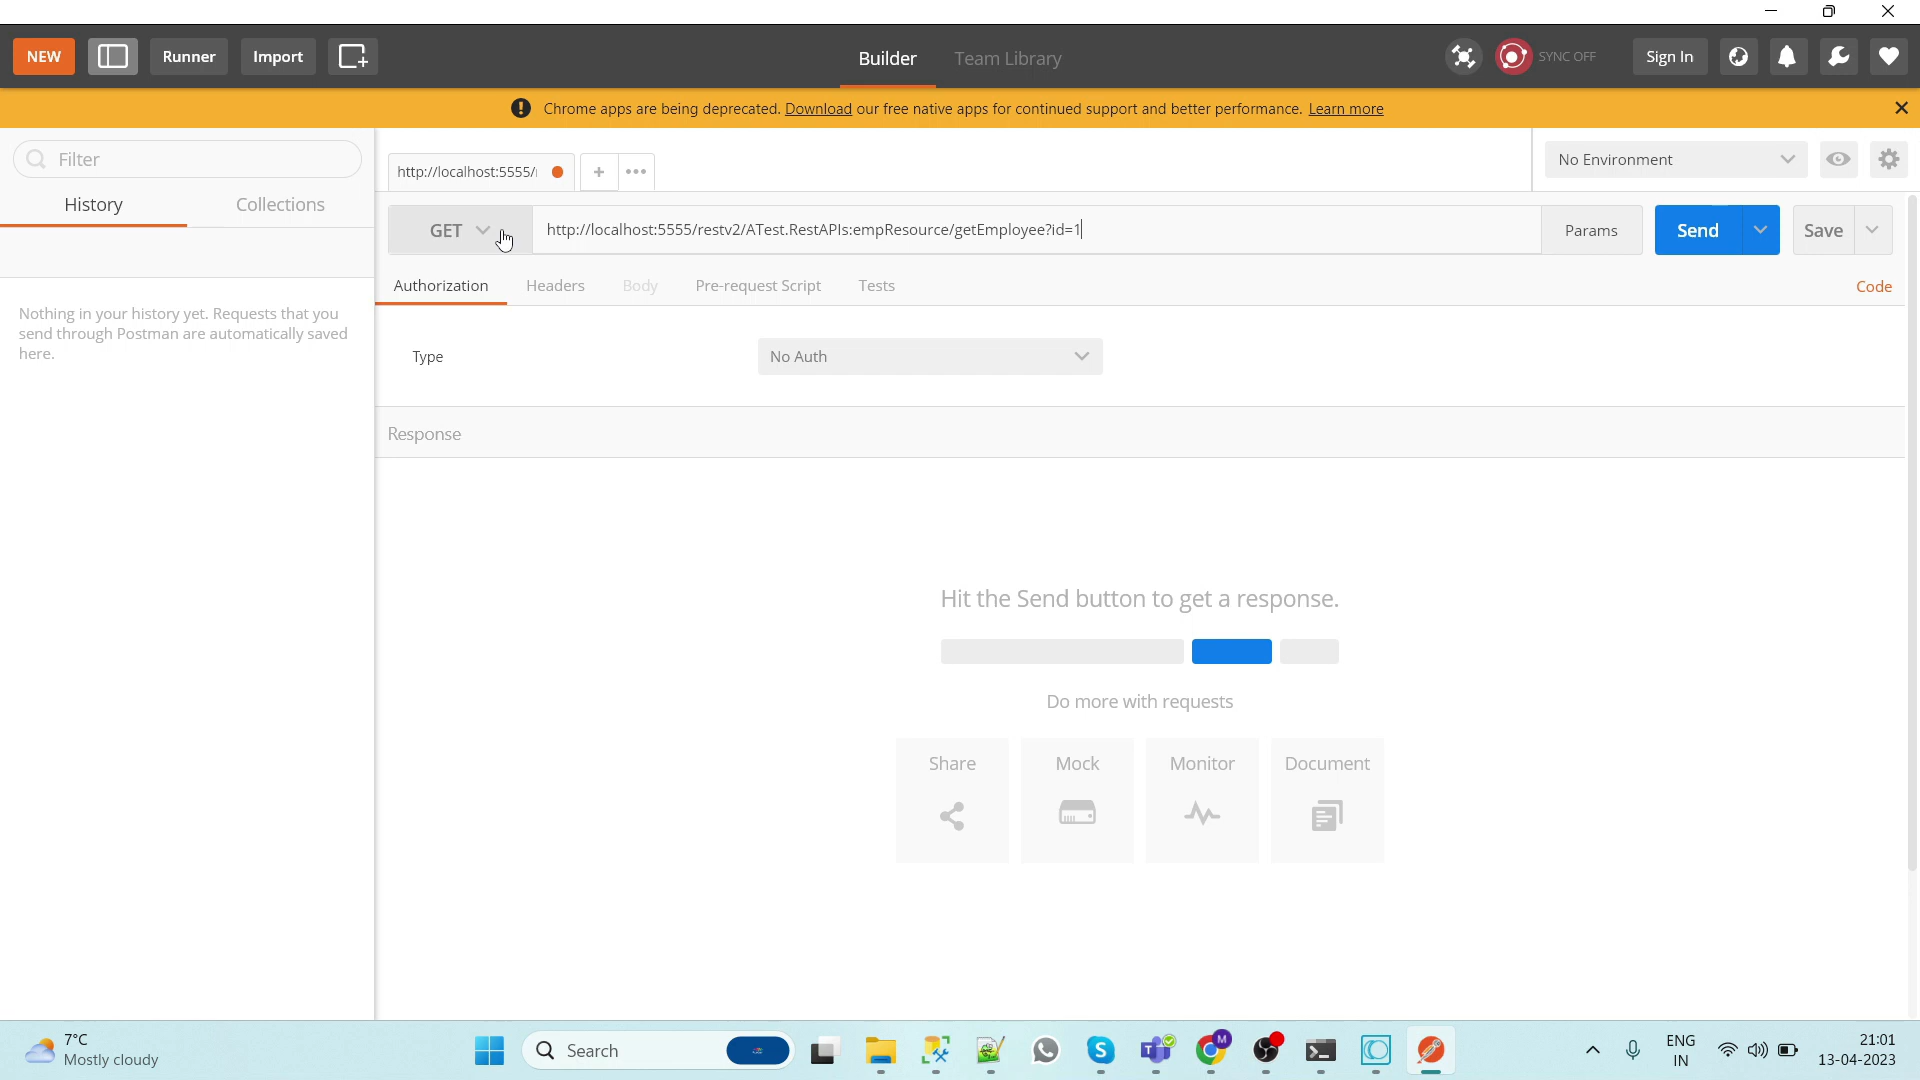 NEW
Runner
Import
Builder
Team Library
SYNC OFF
Sign In
Chrome apps are being deprecated. Download our free native apps for continued support and better performance. Learn more
Filter
History
Collections
Nothing in your history yet. Requests that you
send through Postman are automatically saved
here.
http://localhost:5555/
No Environment
GET
http://localhost:5555/restv2/ATest.RestAPIs:empResource/getEmployee?id=1
Params
Send
Save
Authorization
Headers
Body
Pre-request Script
Tests
Code
Type
No Auth
Response
Hit the Send button to get a response.
Do more with requests
Share
Mock
Monitor
Document
7°C
Mostly cloudy
Search
M
ENG
IN
21:01
13-04-2023